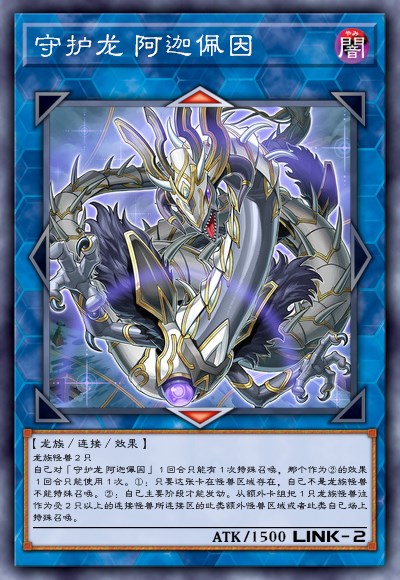 守护龙 阿迦佩因
闇
やみ
【龙族／连接／效果】
龙族怪兽２只
自己对「守护龙 阿迦佩因」１回合只能有１次特殊召唤，那个作为②的效果
１回合只能使用１次。①：只要这张卡在怪兽区域存在，自己不是龙族怪兽
不能特殊召唤。②：自己主要阶段才能发动。从额外卡组把１只龙族怪兽在
作为受２只以上的连接怪兽所连接区的此类额外怪兽区域或者此类自己场上
特殊召唤。
ATK/1500 LINK-2